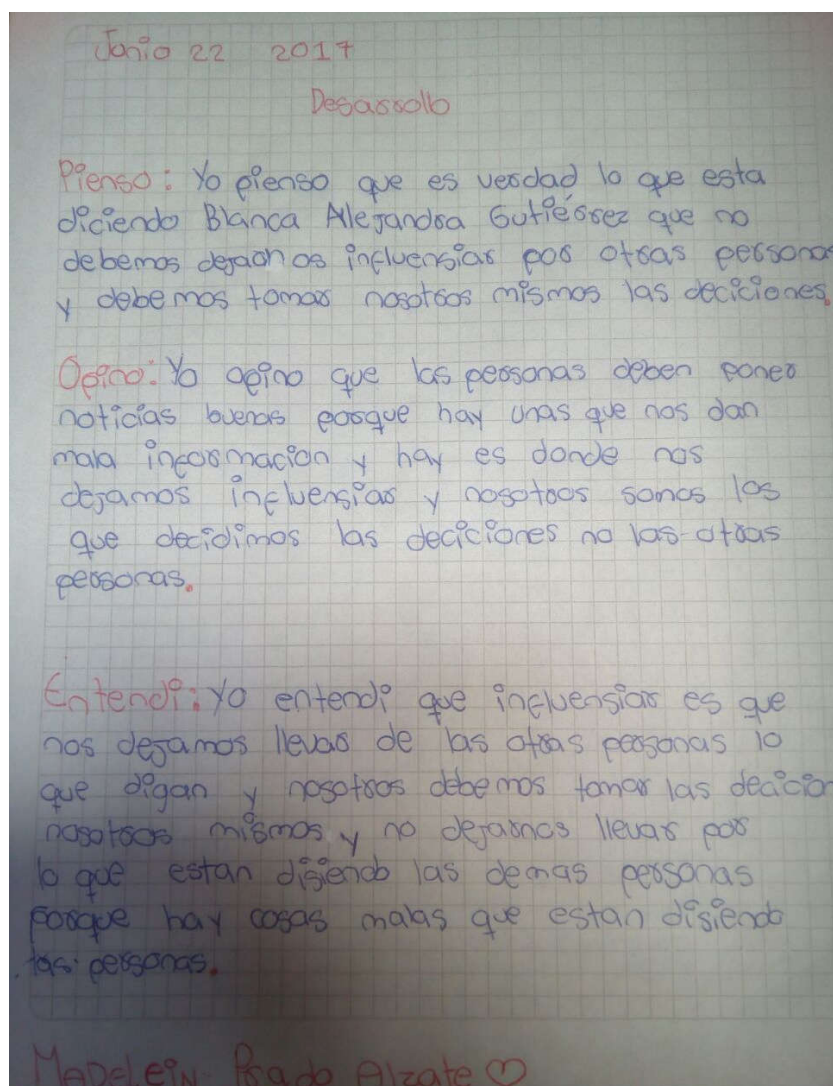 Junio 22 2017
Desarrollo
Pienso: Yo pienso que es verdad lo que esta
diciendo Blanca Alejandra Gutiérrez que no
debemos dejarnos influensiar por otras personas
y debemos tomar nosotros mismos las deciciones.
Opino: Yo opino que las personas deben poner
noticias buenas porque hay unas que nos dan
mala informacion y hay es donde nos
dejamos influensiar y nosotros somos los
que decidimos las deciciones no las otras
personas.
Entendi: Yo entendi que influensiar es que
nos dejamos llevar de las otras personas lo
que digan y nosotros debemos tomar las decicion
nosotros mismos y no dejarnos llevar por
lo que estan disiendo las demas personas
porque hay cosas malas que estan disiendo
las personas.
MADELEIN Prado Alzate